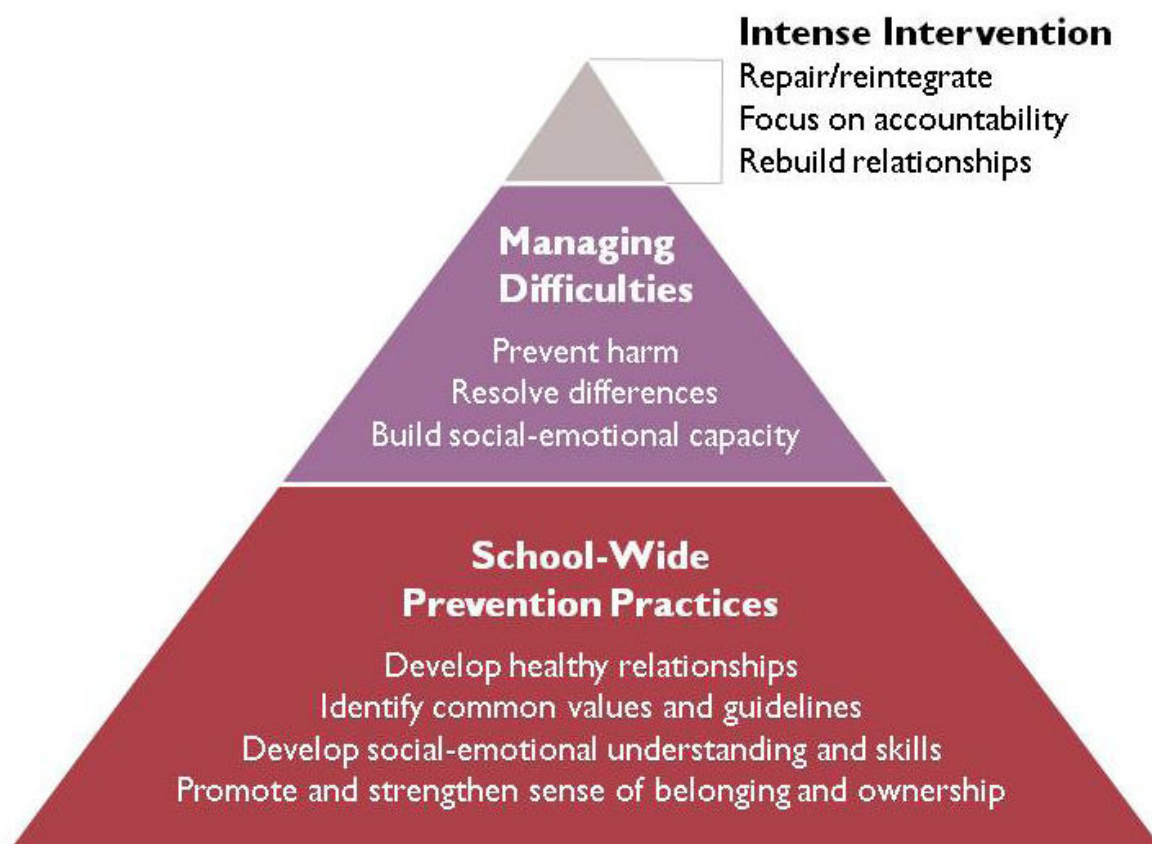 Intense Intervention
Repair/reintegrate
Focus on accountability
Rebuild relationships
Managing
Difficulties
Prevent harm
Resolve differences
Build social-emotional capacity
School-Wide
Prevention Practices
Develop healthy relationships
Identify common values and guidelines
Develop social-emotional understanding and skills
Promote and strengthen sense of belonging and ownership